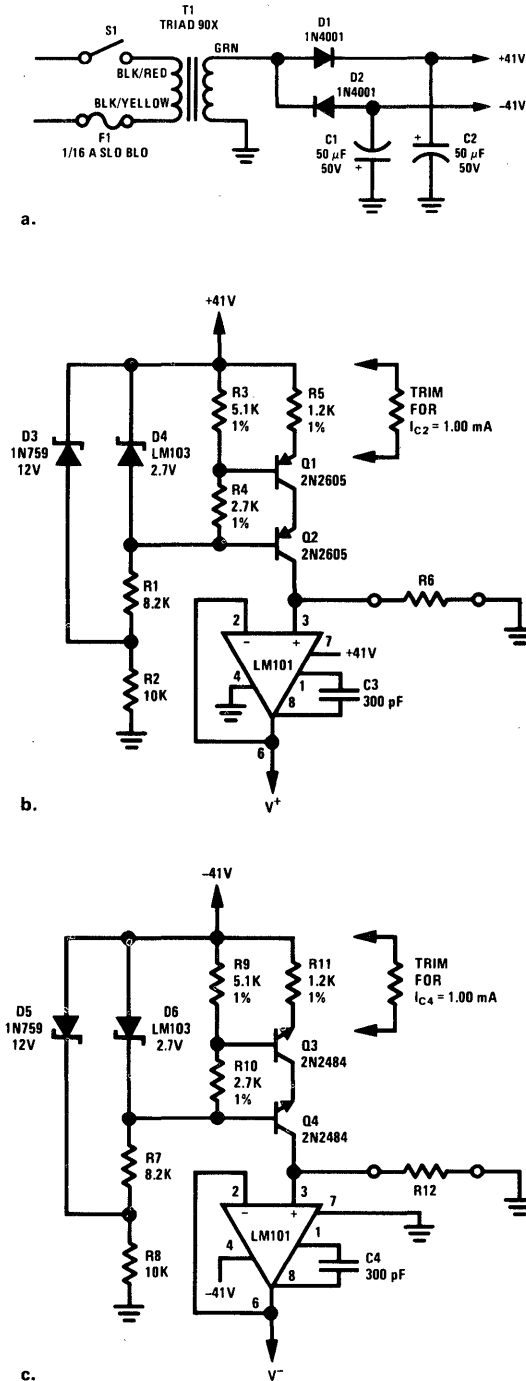 T1
TRIAD 90X
S1
BLK/RED
GRN
D1
1N4001
+41V
D2
1N4001
−41V
BLK/YELLOW
F1
1/16 A SLO BLO
C1
50 μF
50V
+
+
C2
50 μF
50V
a.
+41V
R3
5.1K
1%
R5
1.2K
1%
TRIM
FOR
IC2 = 1.00 mA
D3
1N759
12V
D4
LM103
2.7V
Q1
2N2605
R4
2.7K
1%
Q2
2N2605
R1
8.2K
R6
2
3
−
+
7
+41V
LM101
4
1
8
C3
300 pF
R2
10K
6
V+
b.
−41V
R9
5.1K
1%
R11
1.2K
1%
TRIM
FOR
IC4 = 1.00 mA
D5
1N759
12V
D6
LM103
2.7V
Q3
2N2484
R10
2.7K
1%
Q4
2N2484
R7
8.2K
R12
2
3
−
+
7
LM101
4
1
8
C4
300 pF
−41V
R8
10K
6
V−
c.